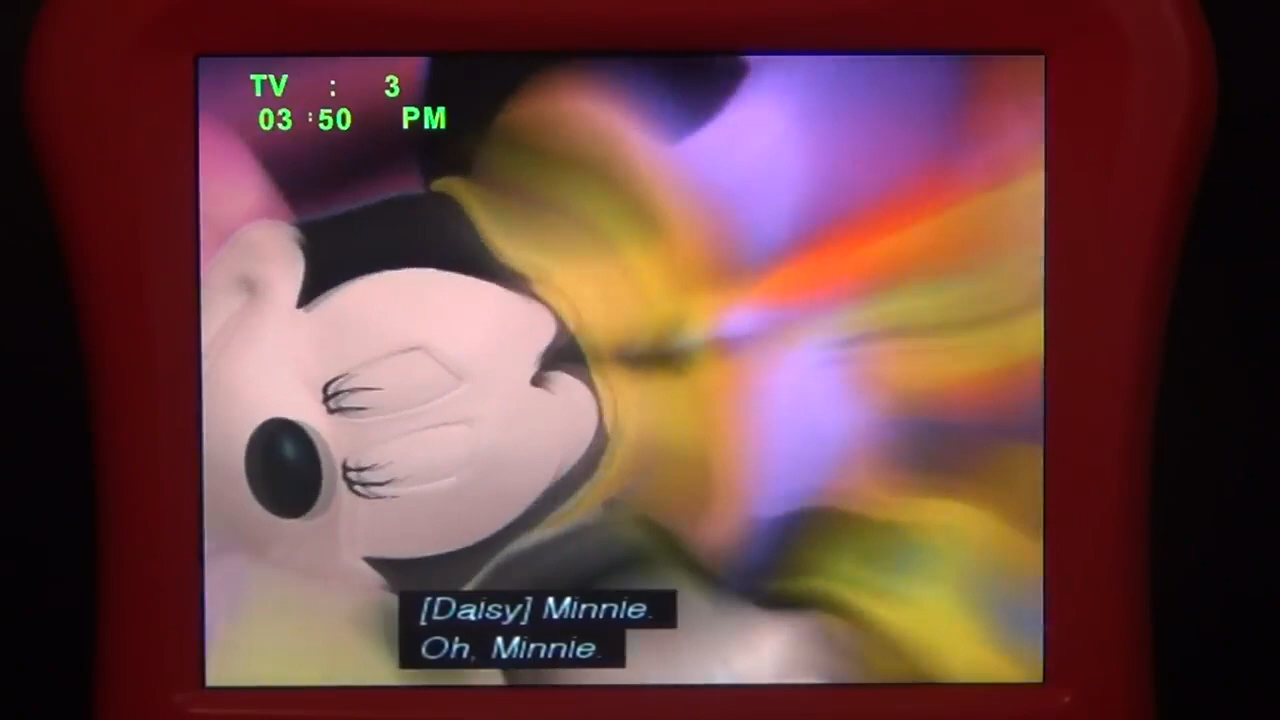 TV : 3
03 :50 PM
[Daisy] Minnie.
Oh, Minnie.